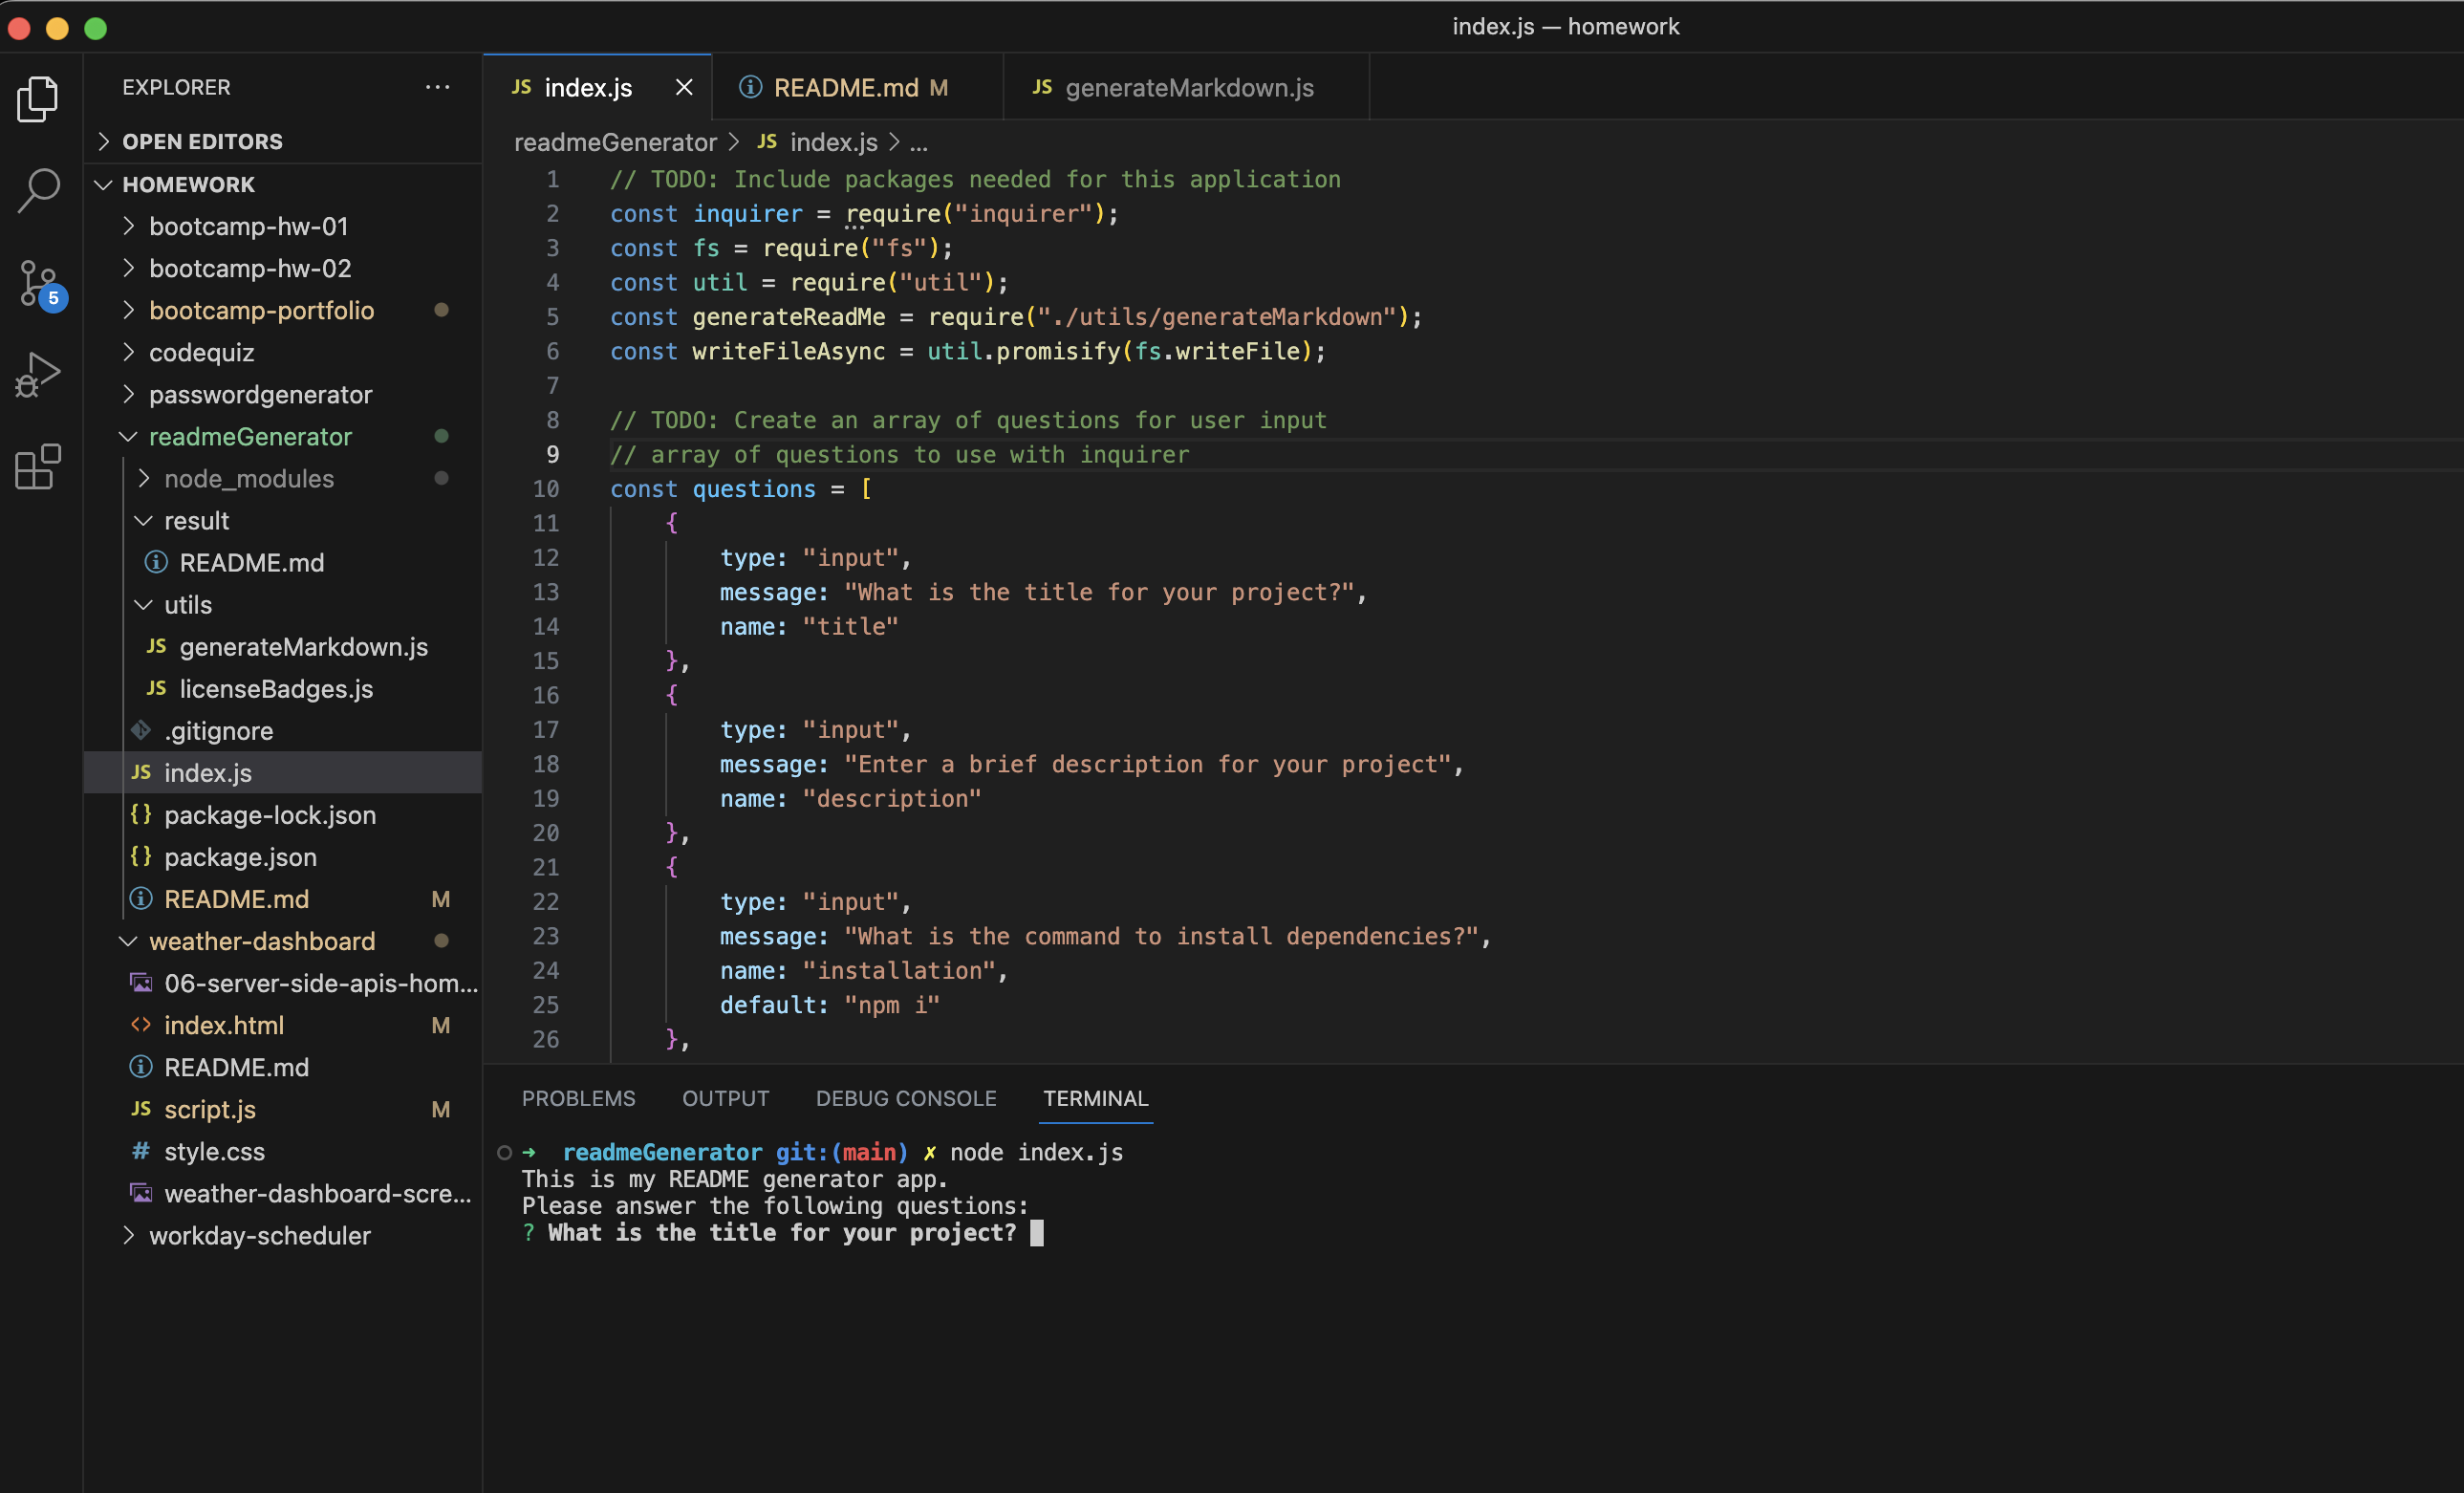 index.js — homework
EXPLORER
OPEN EDITORS
HOMEWORK
bootcamp-hw-01
bootcamp-hw-02
bootcamp-portfolio
codequiz
passwordgenerator
readmeGenerator
node_modules
result
README.md
utils
JS generateMarkdown.js
JS licenseBadges.js
.gitignore
JS index.js
{} package-lock.json
{} package.json
README.md M
weather-dashboard
06-server-side-apis-hom...
<> index.html M
README.md
JS script.js M
# style.css
weather-dashboard-scre...
workday-scheduler
5
JS index.js
README.md M
JS generateMarkdown.js
readmeGenerator > JS index.js > ...
1 // TODO: Include packages needed for this application
2 const inquirer = require("inquirer");
3 const fs = require("fs");
4 const util = require("util");
5 const generateReadMe = require("./utils/generateMarkdown");
6 const writeFileAsync = util.promisify(fs.writeFile);
7
8 // TODO: Create an array of questions for user input
9 // array of questions to use with inquirer
10 const questions = [
11 {
12 type: "input",
13 message: "What is the title for your project?",
14 name: "title"
15 },
16 {
17 type: "input",
18 message: "Enter a brief description for your project",
19 name: "description"
20 },
21 {
22 type: "input",
23 message: "What is the command to install dependencies?",
24 name: "installation",
25 default: "npm i"
26 },
PROBLEMS OUTPUT DEBUG CONSOLE TERMINAL
➜ readmeGenerator git:(main) ✗ node index.js
This is my README generator app.
Please answer the following questions:
? What is the title for your project?